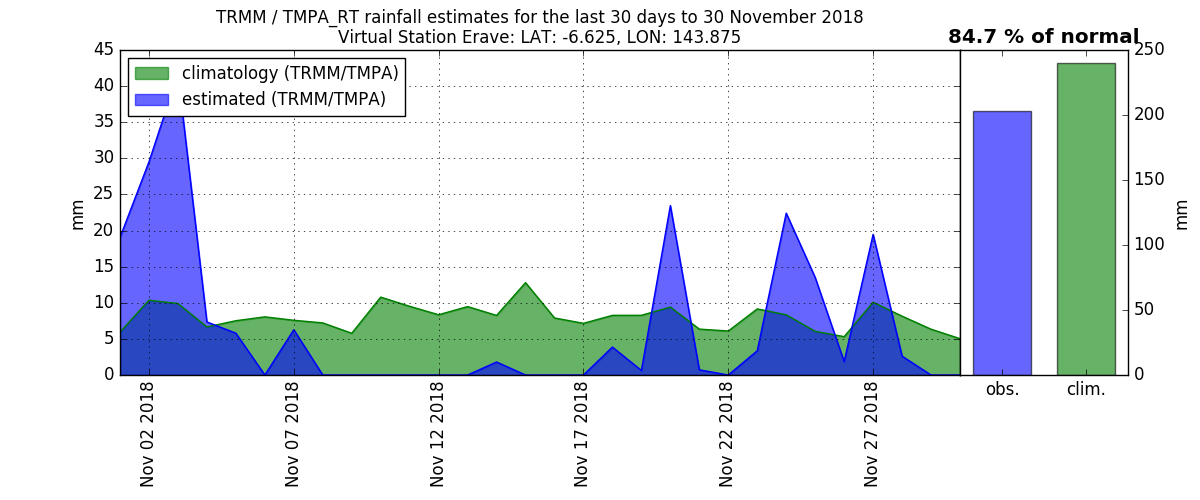 TRMM / TMPA_RT rainfall estimates for the last 30 days to 30 November 2018
Virtual Station Erave: LAT: -6.625, LON: 143.875
84.7 % of normal
climatology (TRMM/TMPA)
estimated (TRMM/TMPA)
mm
45
40
35
30
25
20
15
10
5
0
Nov 02 2018
Nov 07 2018
Nov 12 2018
Nov 17 2018
Nov 22 2018
Nov 27 2018
obs.
clim.
250
200
150
100
50
0
mm